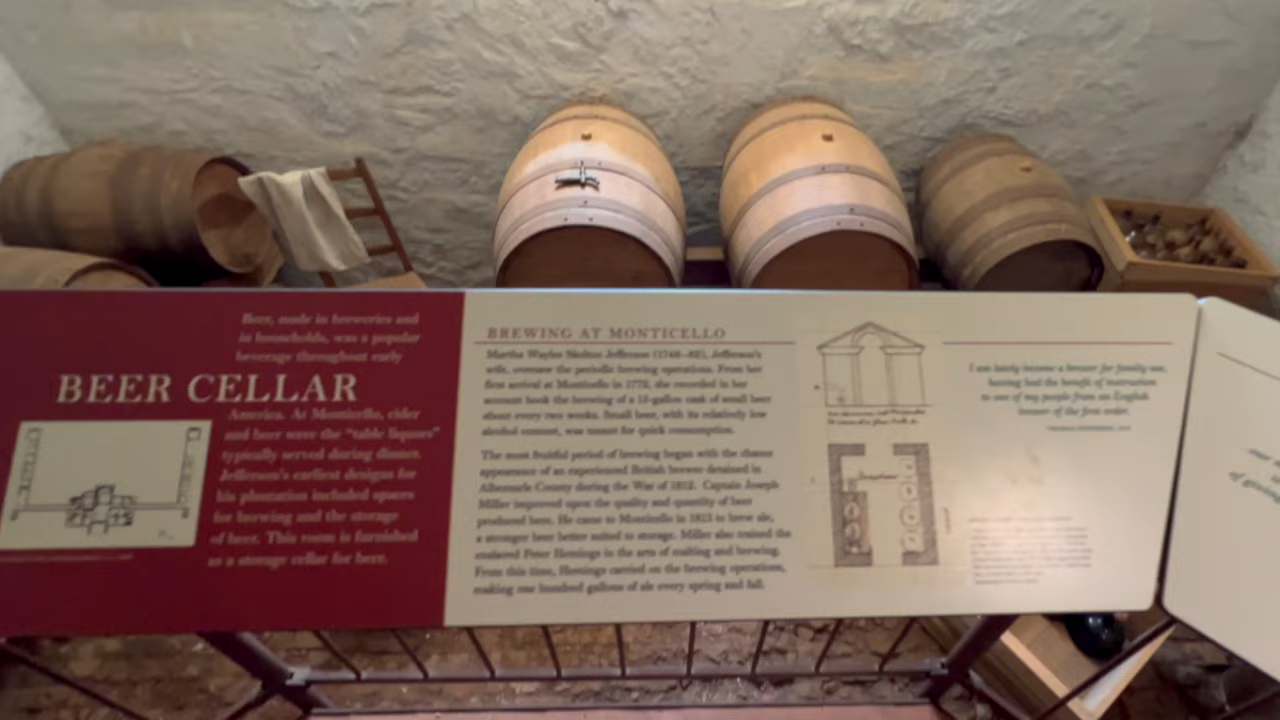 Beer, made in breweries and
in households, was a popular
beverage throughout early
BEER CELLAR
America. At Monticello, cider
and beer were the "table liquors"
typically served during dinner.
Jefferson's earliest designs for
his plantation included spaces
for brewing and the storage
of beer. This room is furnished
as a storage cellar for beer.
BREWING AT MONTICELLO
Martha Wayles Skelton Jefferson (1748–82), Jefferson's
wife, oversaw the periodic brewing operations. From her
first arrival at Monticello in 1772, she recorded in her
account book the brewing of a 15-gallon cask of small beer
about every two weeks. Small beer, with its relatively low
alcohol content, was meant for quick consumption.
The most fruitful period of brewing began with the chance
appearance of an experienced British brewer detained in
Albemarle County during the War of 1812. Captain Joseph
Miller improved upon the quality and quantity of beer
produced here. He came to Monticello in 1813 to brew ale,
a stronger beer better suited to storage. Miller also trained the
enslaved Peter Hemings in the arts of malting and brewing.
From this time, Hemings carried on the brewing operations,
making one hundred gallons of ale every spring and fall.
I am lately become a brewer for family use,
having had the benefit of instruction
to one of my people from an English
brewer of the first order.